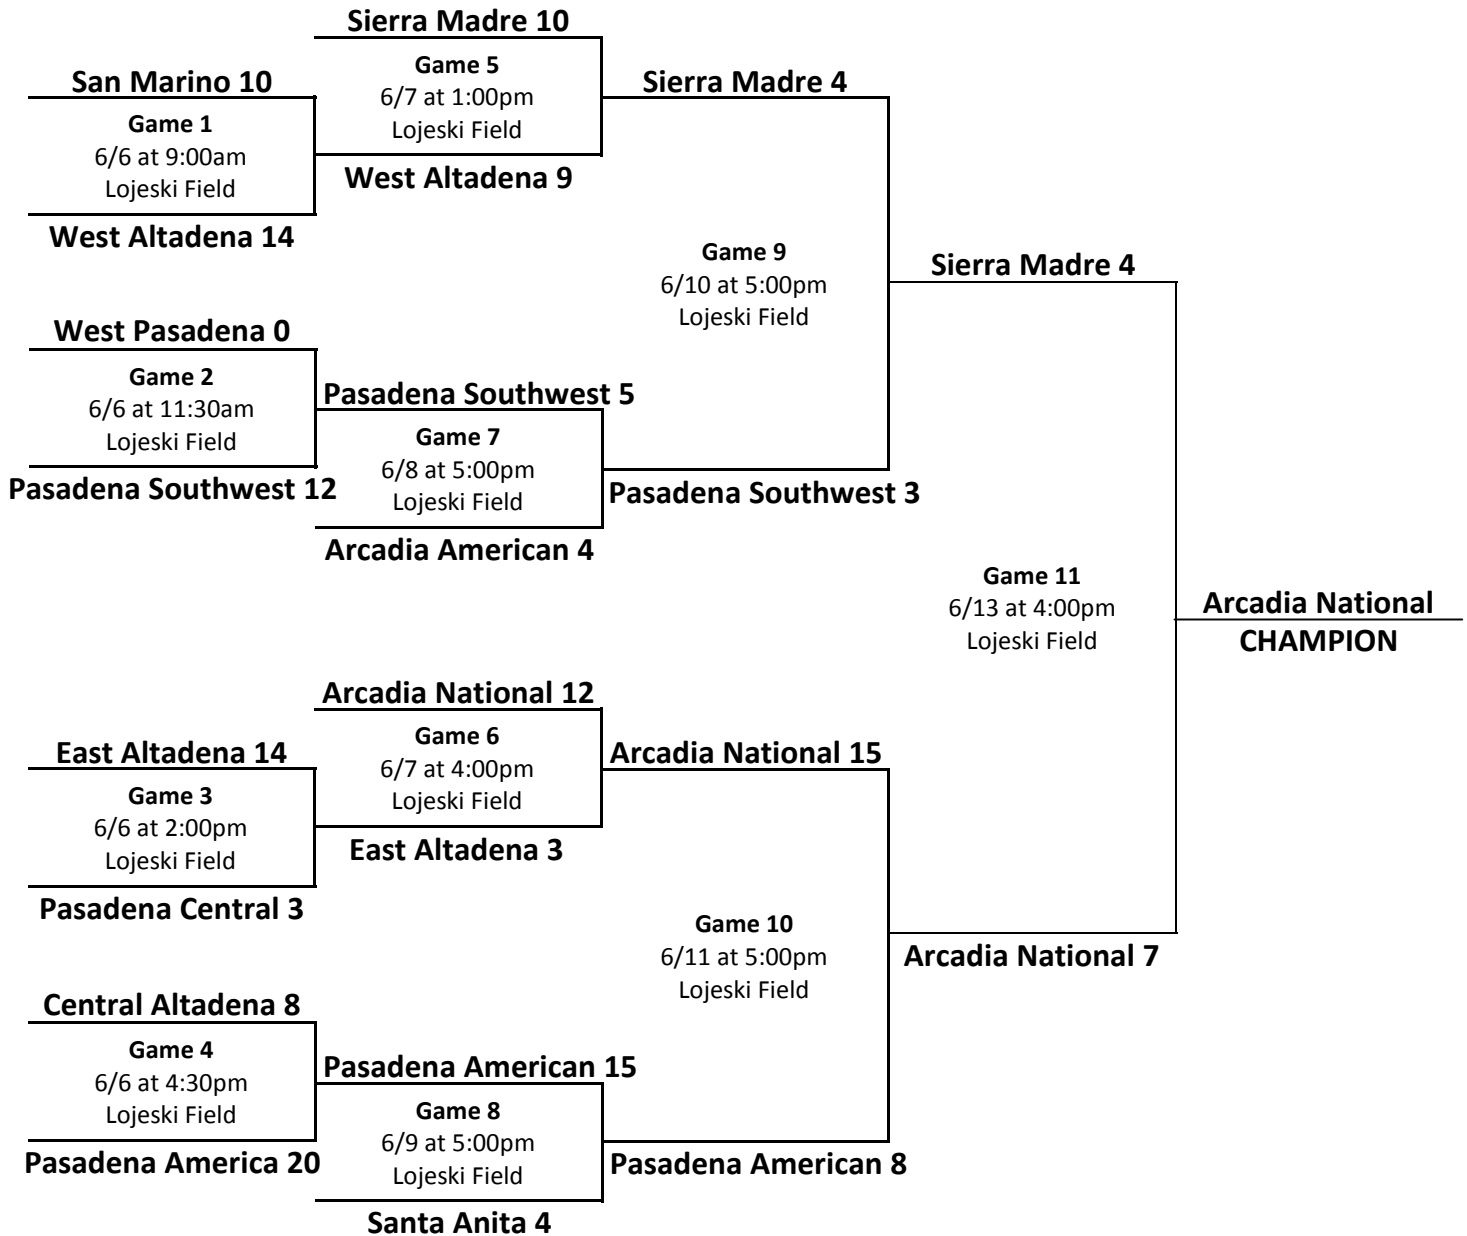 Sierra Madre 10
Game 5
6/7 at 1:00pm
Lojeski Field
West Altadena 9
San Marino 10
Game 1
6/6 at 9:00am
Lojeski Field
West Altadena 14
Sierra Madre 4
Game 9
6/10 at 5:00pm
Lojeski Field
Sierra Madre 4
West Pasadena 0
Game 2
6/6 at 11:30am
Lojeski Field
Pasadena Southwest 12
Pasadena Southwest 5
Game 7
6/8 at 5:00pm
Lojeski Field
Arcadia American 4
Pasadena Southwest 3
Game 11
6/13 at 4:00pm
Lojeski Field
Arcadia National
CHAMPION
Arcadia National 12
Game 6
6/7 at 4:00pm
Lojeski Field
East Altadena 3
East Altadena 14
Game 3
6/6 at 2:00pm
Lojeski Field
Pasadena Central 3
Arcadia National 15
Game 10
6/11 at 5:00pm
Lojeski Field
Arcadia National 7
Central Altadena 8
Game 4
6/6 at 4:30pm
Lojeski Field
Pasadena America 20
Pasadena American 15
Game 8
6/9 at 5:00pm
Lojeski Field
Santa Anita 4
Pasadena American 8